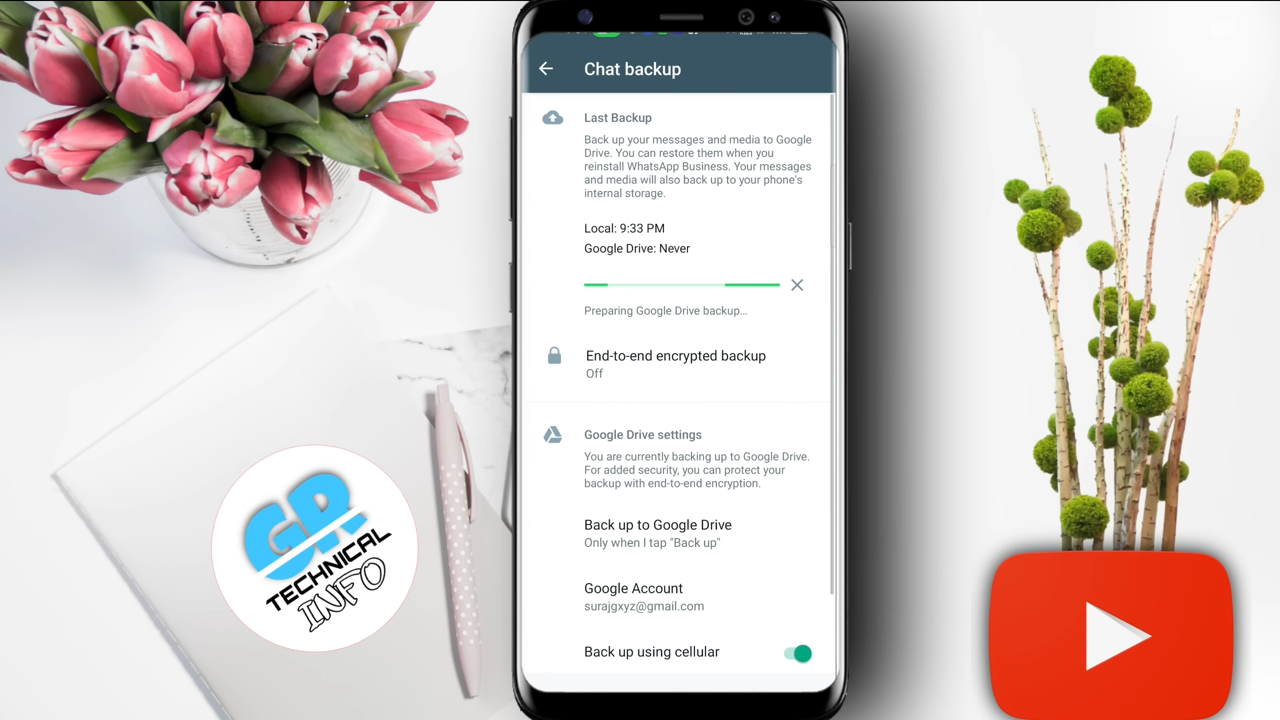 Chat backup
Last Backup
Back up your messages and media to Google
Drive. You can restore them when you
reinstall WhatsApp Business. Your messages
and media will also back up to your phone's
internal storage.
Local: 9:33 PM
Google Drive: Never
Preparing Google Drive backup...
End-to-end encrypted backup
Off
Google Drive settings
You are currently backing up to Google Drive.
For added security, you can protect your
backup with end-to-end encryption.
Back up to Google Drive
Only when I tap "Back up"
Google Account
surajgxyz@gmail.com
Back up using cellular
GR
TECHNICAL
INFO